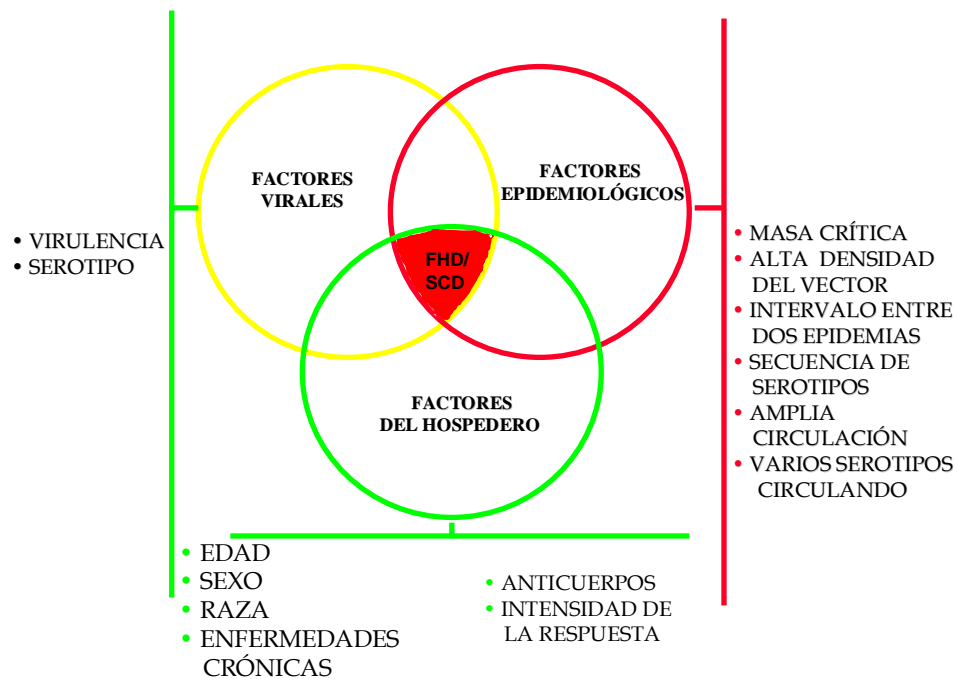 FACTORES
VIRALES
FACTORES
EPIDEMIOLÓGICOS
FHD/
SCD
FACTORES
DEL HOSPEDERO
• VIRULENCIA
• SEROTIPO
• MASA CRÍTICA
• ALTA DENSIDAD
DEL VECTOR
• INTERVALO ENTRE
DOS EPIDEMIAS
• SECUENCIA DE
SEROTIPOS
• AMPLIA
CIRCULACIÓN
• VARIOS SEROTIPOS
CIRCULANDO
• EDAD
• SEXO
• RAZA
• ENFERMEDADES
CRÓNICAS
• ANTICUERPOS
• INTENSIDAD DE
LA RESPUESTA